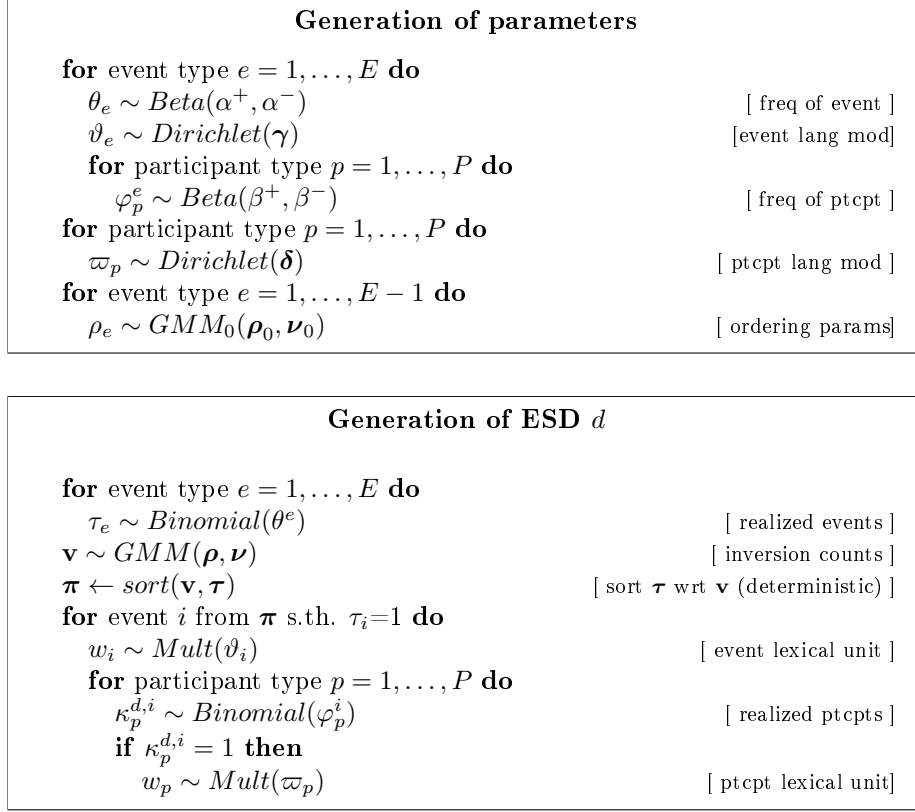 Generation of parameters
for event type e = 1, . . . , E do
θ_e ∼ Beta(α⁺, α⁻) [ freq of event ]
ϑ_e ∼ Dirichlet(γ) [event lang mod]
for participant type p = 1, . . . , P do
φ_p^e ∼ Beta(β⁺, β⁻) [ freq of ptcpt ]
for participant type p = 1, . . . , P do
ϖ_p ∼ Dirichlet(δ) [ ptcpt lang mod ]
for event type e = 1, . . . , E − 1 do
ρ_e ∼ GMM₀(ρ₀, ν₀) [ ordering params]
Generation of ESD d
for event type e = 1, . . . , E do
τ_e ∼ Binomial(θ^e) [ realized events ]
v ∼ GMM(ρ, ν) [ inversion counts ]
π ← sort(v, τ) [ sort τ wrt v (deterministic) ]
for event i from π s.th. τ_i=1 do
w_i ∼ Mult(ϑ_i) [ event lexical unit ]
for participant type p = 1, . . . , P do
κ_p^{d,i} ∼ Binomial(φ_p^i) [ realized ptcpts ]
if κ_p^{d,i} = 1 then
w_p ∼ Mult(ϖ_p) [ ptcpt lexical unit]